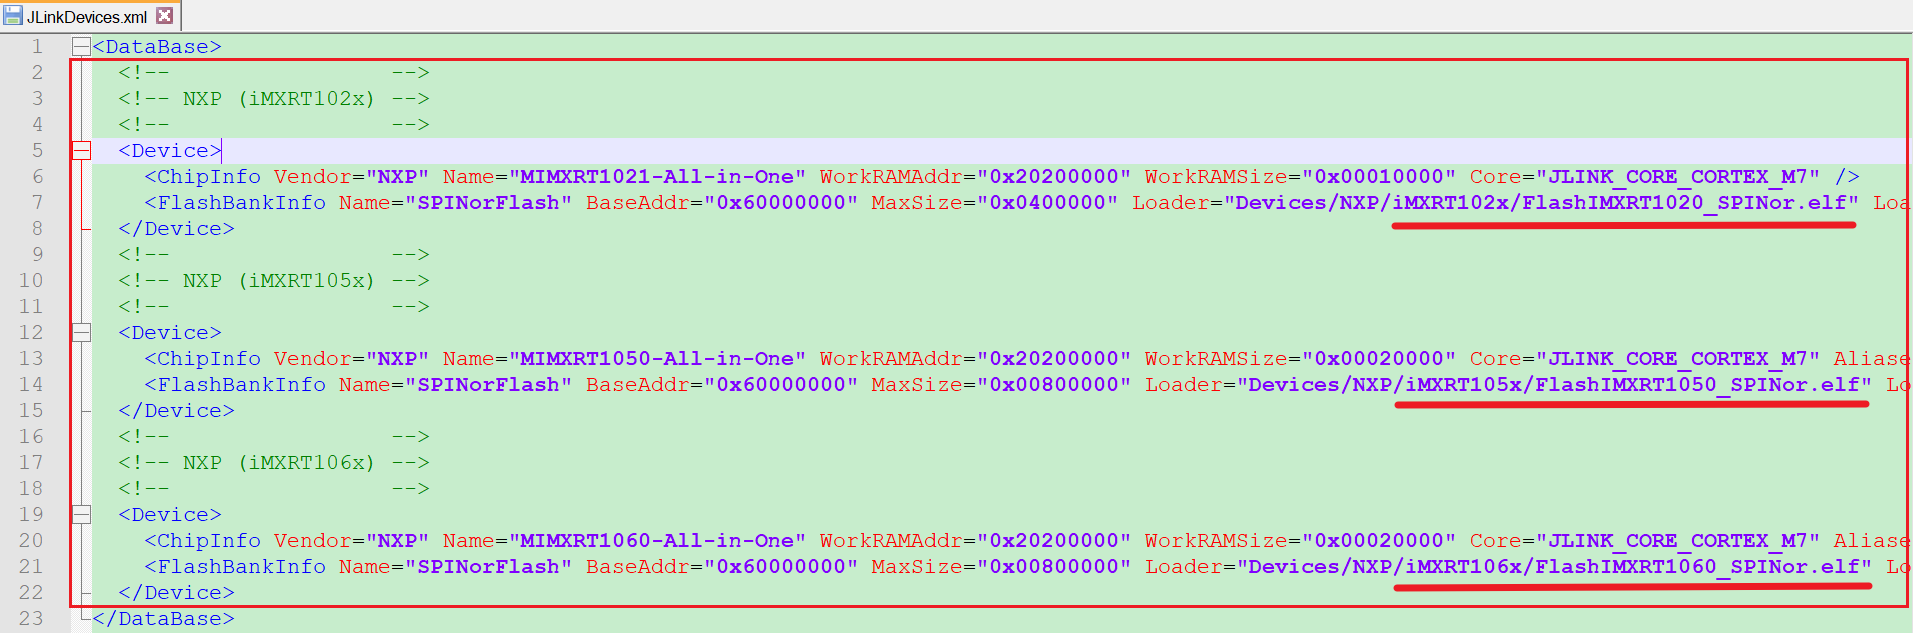 JLinkDevices.xml
1 <DataBase>
2 <!-- -->
3 <!-- NXP (iMXRT102x) -->
4 <!-- -->
5 <Device>
6 <ChipInfo Vendor="NXP" Name="MIMXRT1021-All-in-One" WorkRAMAddr="0x20200000" WorkRAMSize="0x00010000" Core="JLINK_CORE_CORTEX_M7" />
7 <FlashBankInfo Name="SPINorFlash" BaseAddr="0x60000000" MaxSize="0x0400000" Loader="Devices/NXP/iMXRT102x/FlashIMXRT1020_SPINor.elf" Loa
8 </Device>
9 <!-- -->
10 <!-- NXP (iMXRT105x) -->
11 <!-- -->
12 <Device>
13 <ChipInfo Vendor="NXP" Name="MIMXRT1050-All-in-One" WorkRAMAddr="0x20200000" WorkRAMSize="0x00020000" Core="JLINK_CORE_CORTEX_M7" Aliase
14 <FlashBankInfo Name="SPINorFlash" BaseAddr="0x60000000" MaxSize="0x00800000" Loader="Devices/NXP/iMXRT105x/FlashIMXRT1050_SPINor.elf" Lo
15 </Device>
16 <!-- -->
17 <!-- NXP (iMXRT106x) -->
18 <!-- -->
19 <Device>
20 <ChipInfo Vendor="NXP" Name="MIMXRT1060-All-in-One" WorkRAMAddr="0x20200000" WorkRAMSize="0x00020000" Core="JLINK_CORE_CORTEX_M7" Aliase
21 <FlashBankInfo Name="SPINorFlash" BaseAddr="0x60000000" MaxSize="0x00800000" Loader="Devices/NXP/iMXRT106x/FlashIMXRT1060_SPINor.elf" Lo
22 </Device>
23 </DataBase>